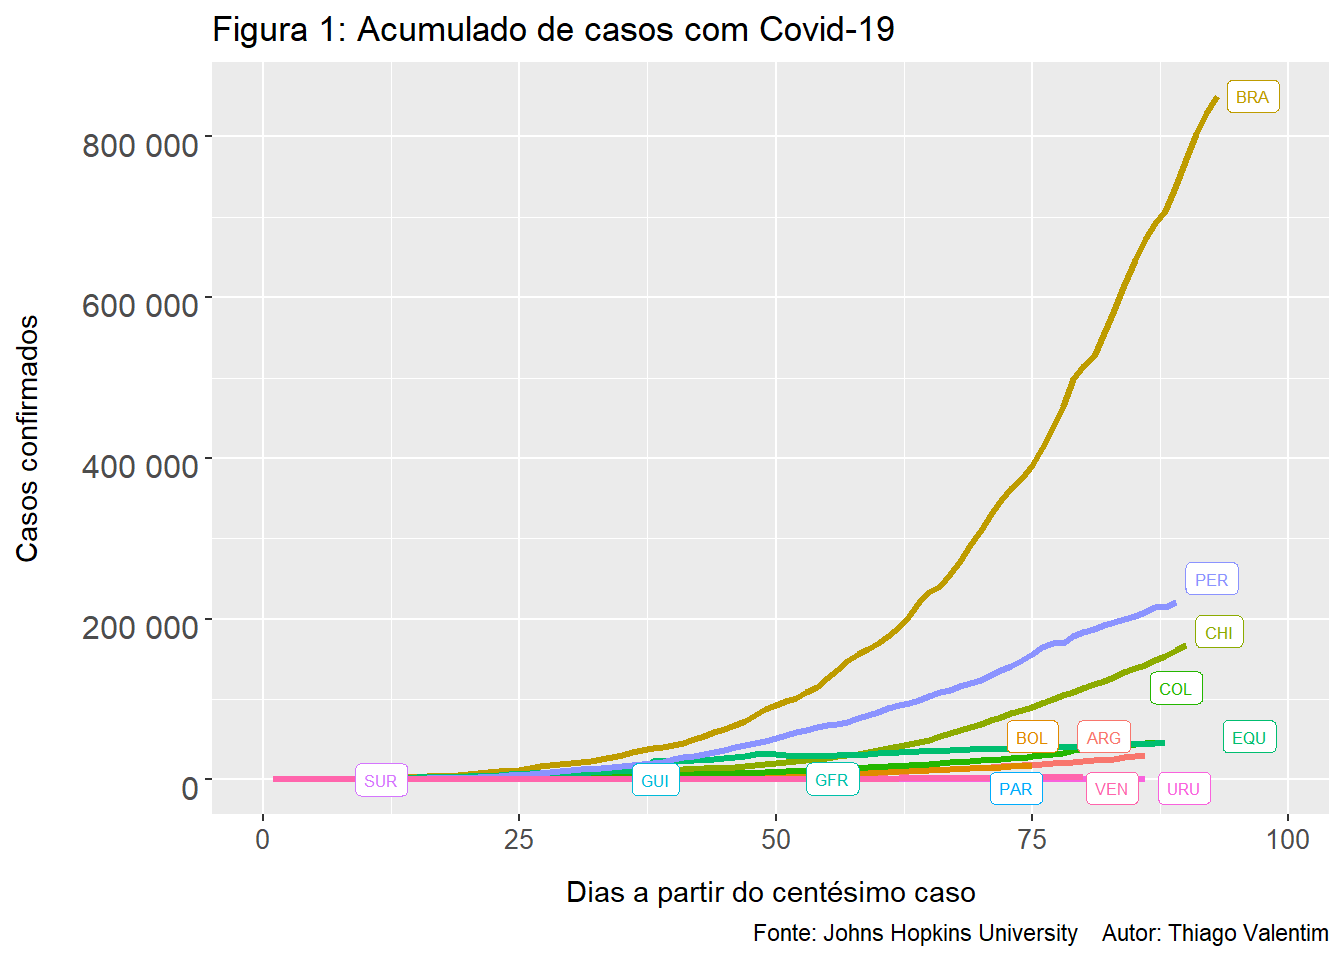 Figura 1: Acumulado de casos com Covid-19
Casos confirmados
800 000
600 000
400 000
200 000
0
BRA
PER
CHI
COL
BOL
ARG
EQU
SUR
GUI
GFR
PAR
VEN
URU
0 25 50 75 100
Dias a partir do centésimo caso
Fonte: Johns Hopkins University Autor: Thiago Valentim